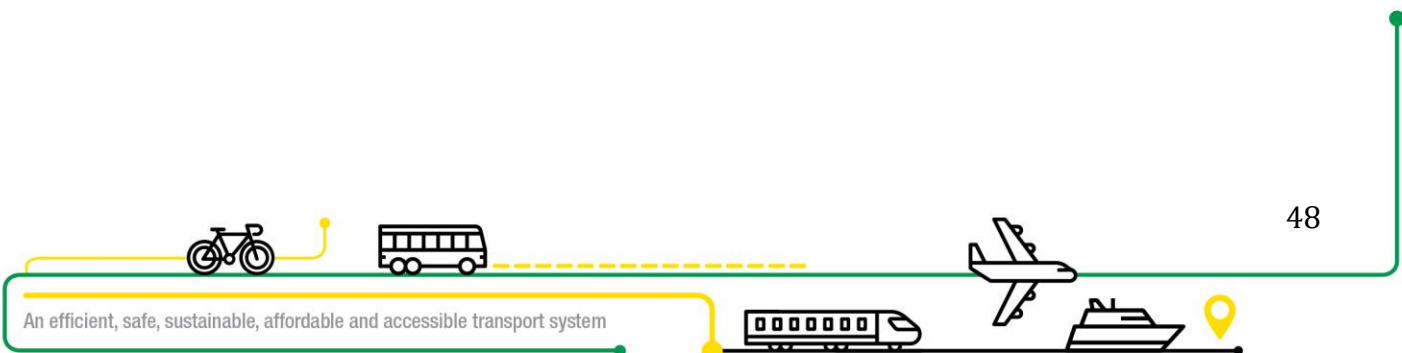 48
An efficient, safe, sustainable, affordable and accessible transport system